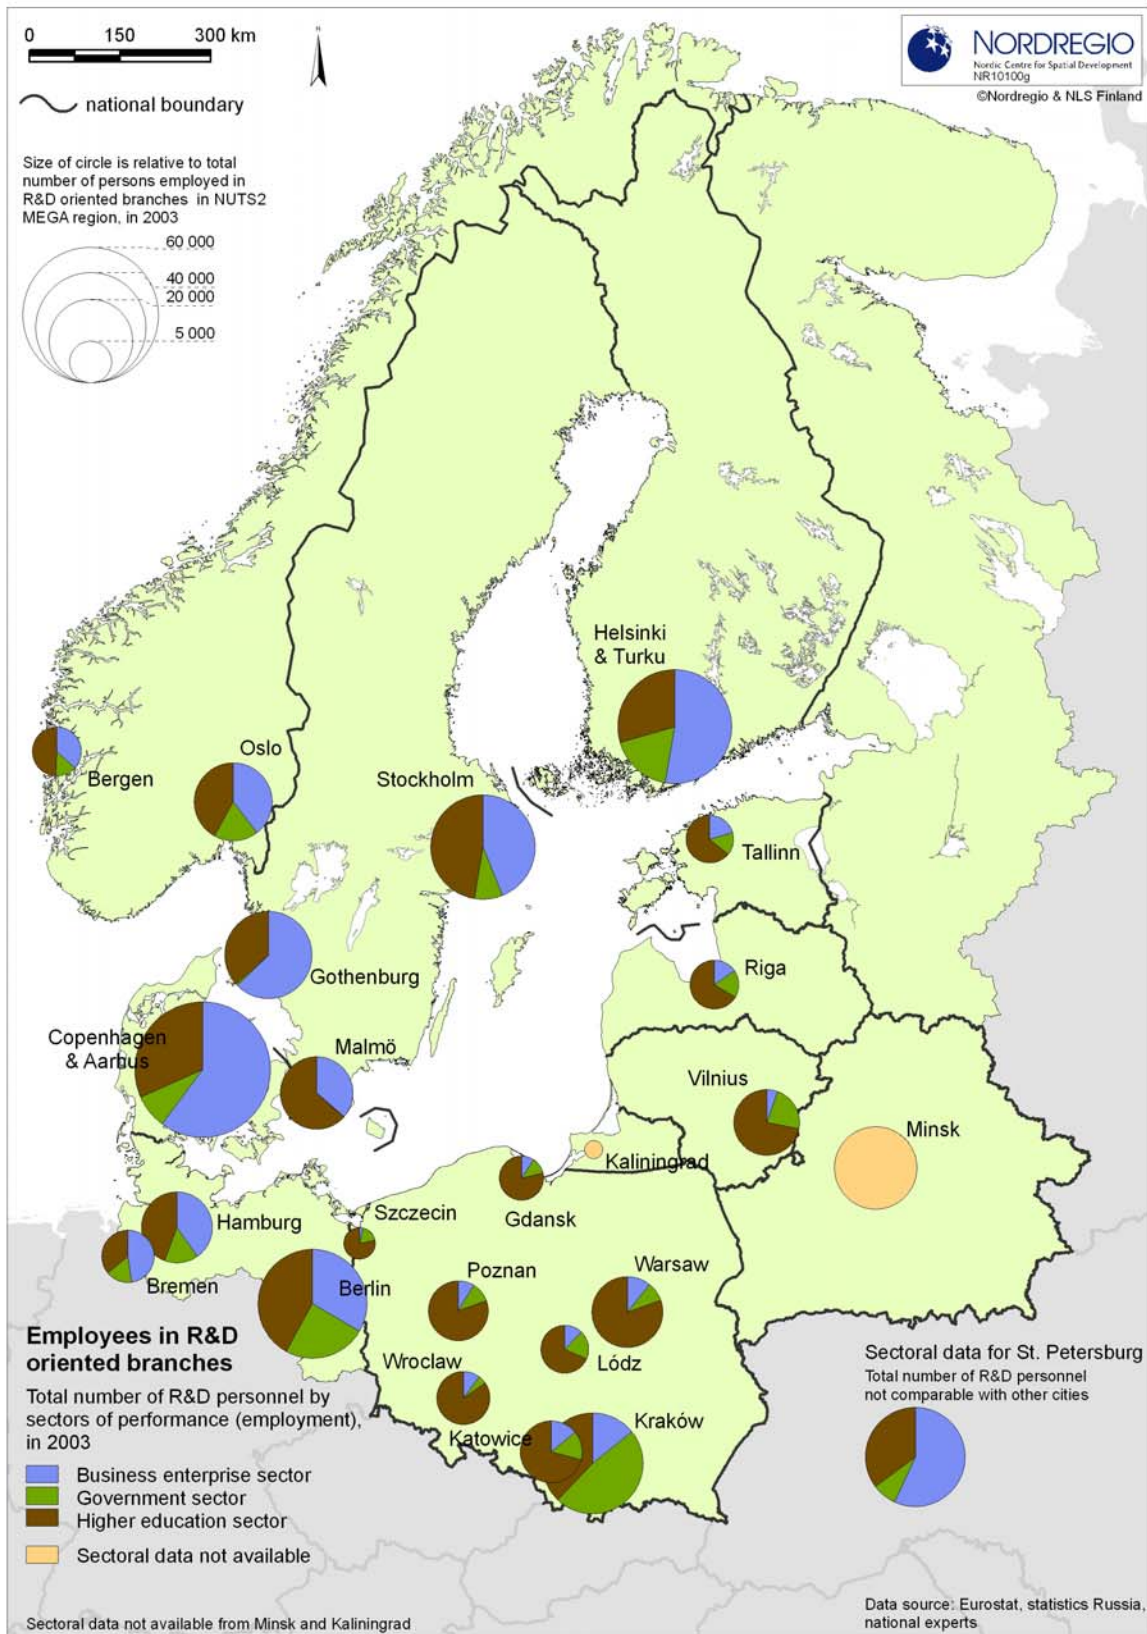 0 150 300 km
national boundary
Size of circle is relative to total
number of persons employed in
R&D oriented branches in NUTS2
MEGA region, in 2003
60 000
40 000
20 000
5 000
NORDREGIO
Nordic Centre for Spatial Development
NR10100g
©Nordregio & NLS Finland
Helsinki
& Turku
Bergen
Oslo
Stockholm
Tallinn
Gothenburg
Riga
Copenhagen
& Aarhus
Malmö
Vilnius
Minsk
Kaliningrad
Gdansk
Szczecin
Hamburg
Bremen
Berlin
Poznan
Warsaw
Lódz
Wroclaw
Katowice
Kraków
Employees in R&D
oriented branches
Total number of R&D personnel by
sectors of performance (employment),
in 2003
Business enterprise sector
Government sector
Higher education sector
Sectoral data not available
Sectoral data not available from Minsk and Kaliningrad
Sectoral data for St. Petersburg
Total number of R&D personnel
not comparable with other cities
Data source: Eurostat, statistics Russia,
national experts